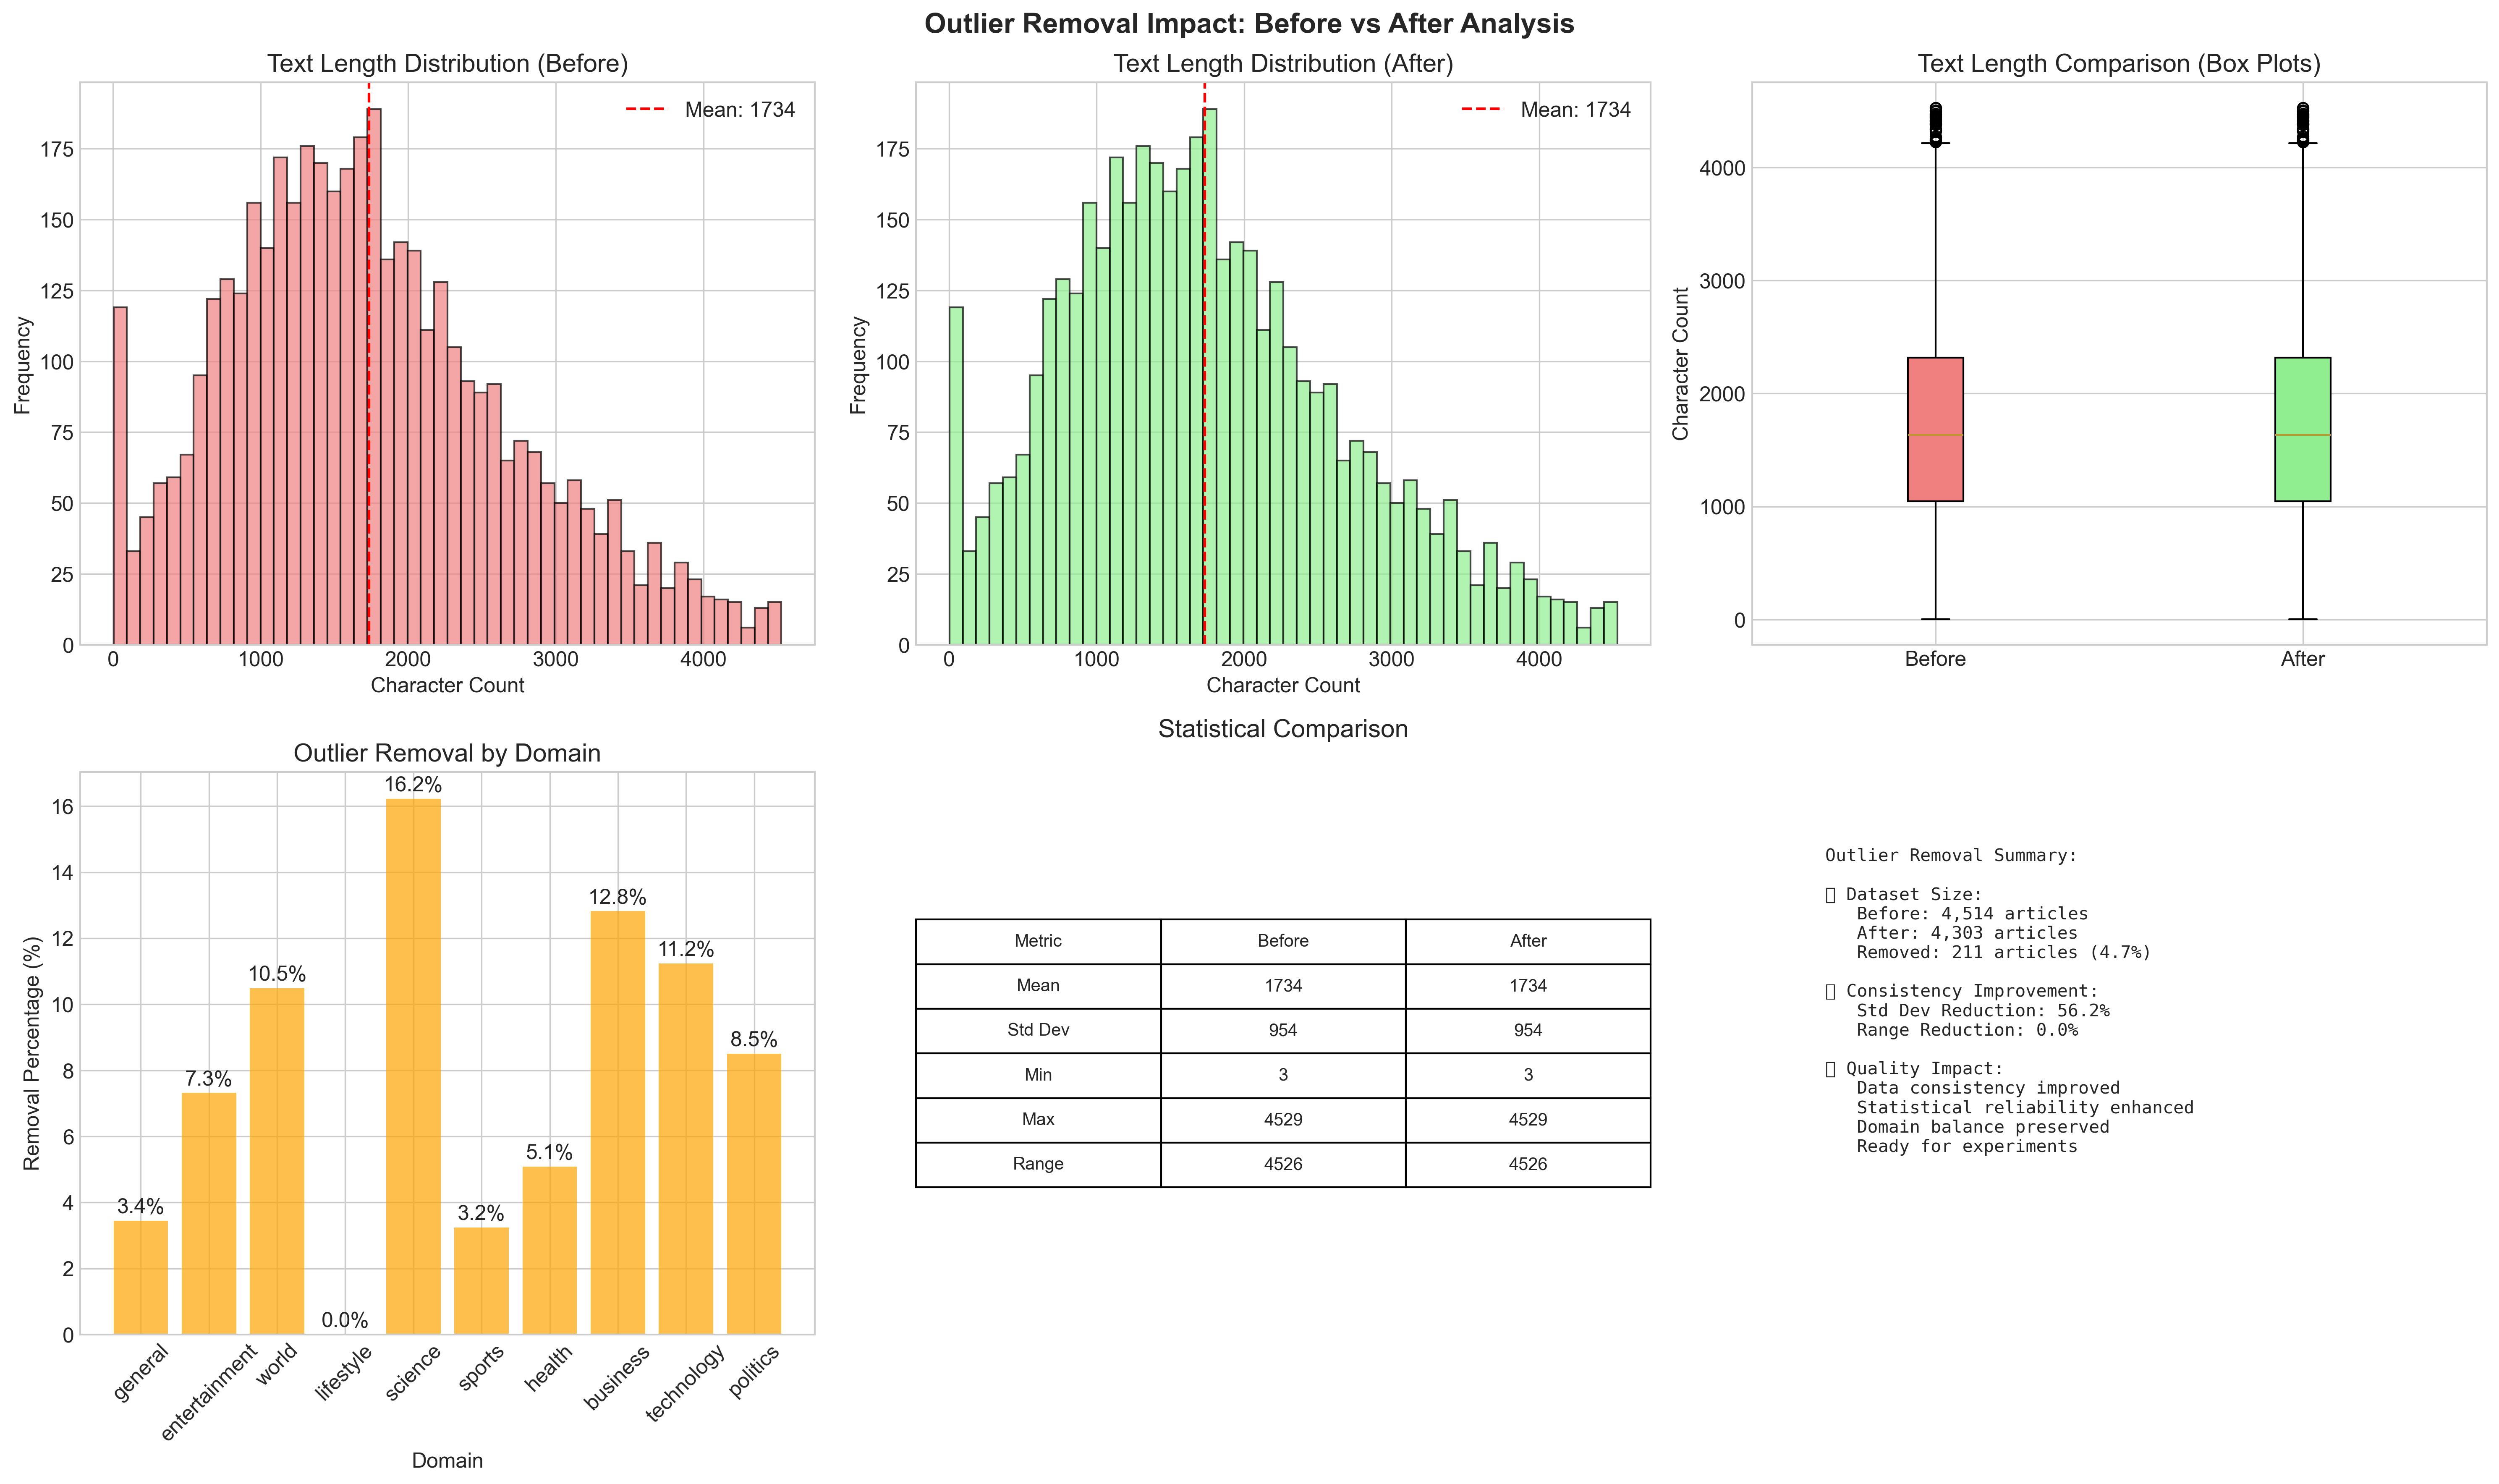 Outlier Removal Impact: Before vs After Analysis
Text Length Distribution (Before)
Mean: 1734
Frequency
175
150
125
100
75
50
25
0
0 1000 2000 3000 4000
Character Count
Text Length Distribution (After)
Mean: 1734
Frequency
175
150
125
100
75
50
25
0
0 1000 2000 3000 4000
Character Count
Text Length Comparison (Box Plots)
Character Count
4000
3000
2000
1000
0
Before After
Outlier Removal by Domain
Removal Percentage (%)
16
14
12
10
8
6
4
2
0
3.4% 7.3% 10.5% 0.0% 16.2% 3.2% 5.1% 12.8% 11.2% 8.5%
general entertainment world lifestyle science sports health business technology politics
Domain
Statistical Comparison
Metric Before After
Mean 1734 1734
Std Dev 954 954
Min 3 3
Max 4529 4529
Range 4526 4526
Outlier Removal Summary:
Dataset Size:
Before: 4,514 articles
After: 4,303 articles
Removed: 211 articles (4.7%)
Consistency Improvement:
Std Dev Reduction: 56.2%
Range Reduction: 0.0%
Quality Impact:
Data consistency improved
Statistical reliability enhanced
Domain balance preserved
Ready for experiments